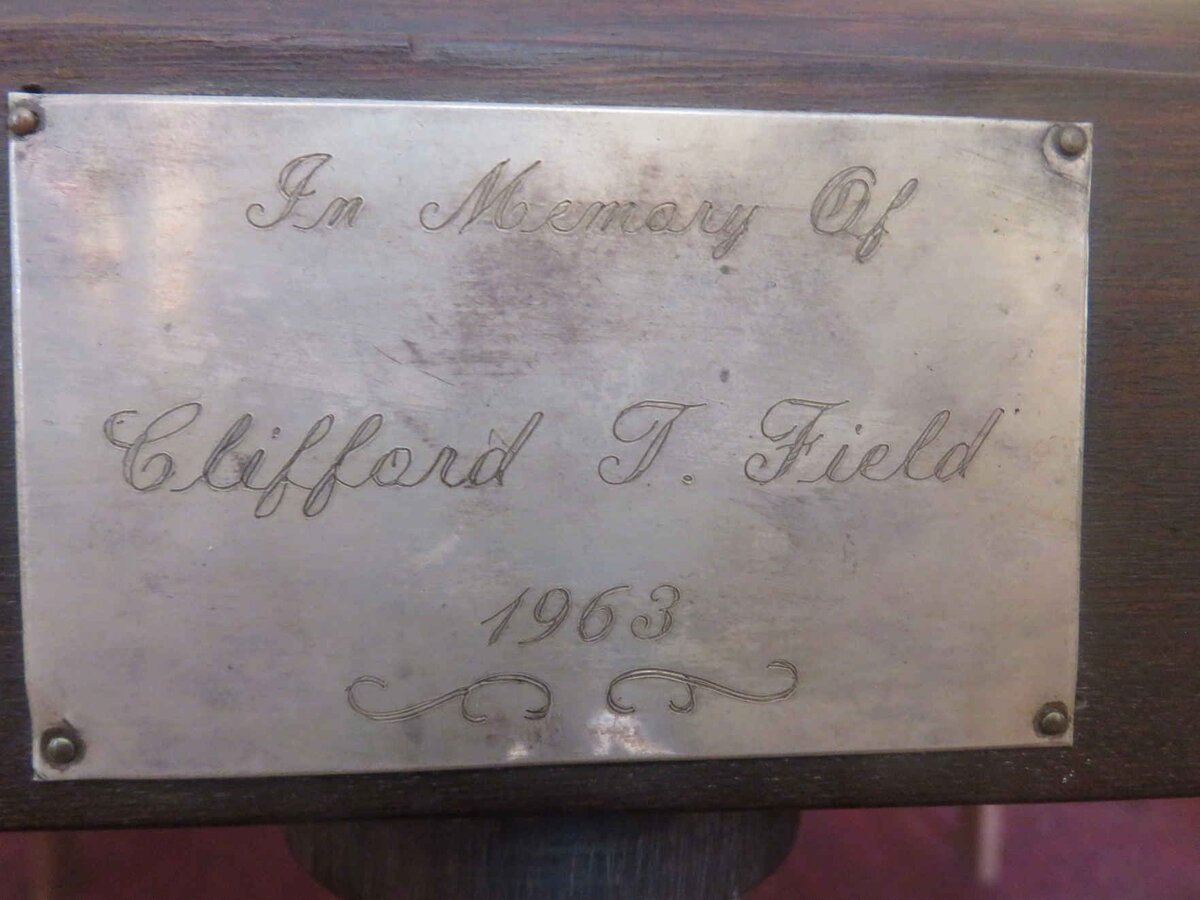 In Memory Of
Clifford T. Field
1963